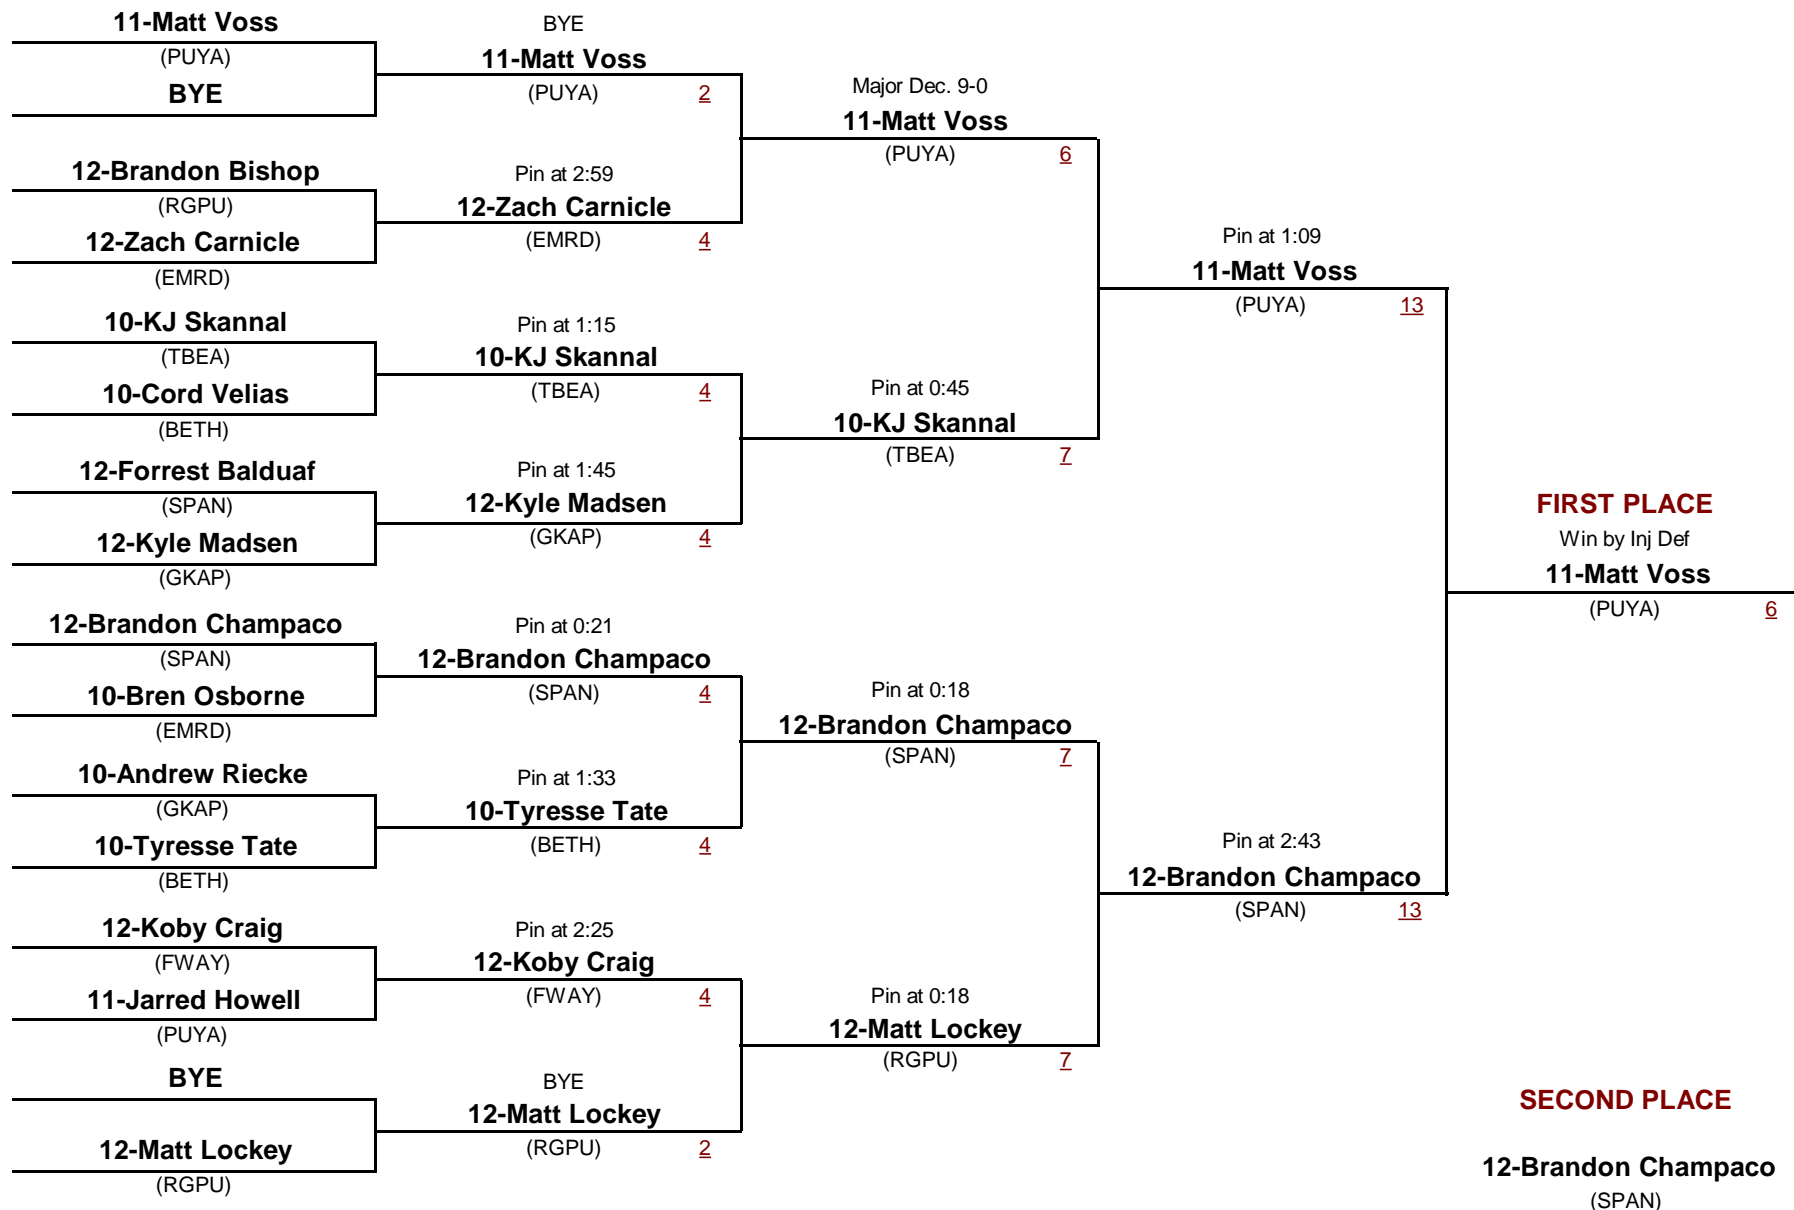 11-Matt Voss
(PUYA)
BYE
12-Brandon Bishop
(RGPU)
12-Zach Carnicle
(EMRD)
10-KJ Skannal
(TBEA)
10-Cord Velias
(BETH)
12-Forrest Balduaf
(SPAN)
12-Kyle Madsen
(GKAP)
12-Brandon Champaco
(SPAN)
10-Bren Osborne
(EMRD)
10-Andrew Riecke
(GKAP)
10-Tyresse Tate
(BETH)
12-Koby Craig
(FWAY)
11-Jarred Howell
(PUYA)
BYE
12-Matt Lockey
(RGPU)
BYE
11-Matt Voss
(PUYA) 2
Pin at 2:59
12-Zach Carnicle
(EMRD) 4
Pin at 1:15
10-KJ Skannal
(TBEA) 4
Pin at 1:45
12-Kyle Madsen
(GKAP) 4
Pin at 0:21
12-Brandon Champaco
(SPAN) 4
Pin at 1:33
10-Tyresse Tate
(BETH) 4
Pin at 2:25
12-Koby Craig
(FWAY) 4
BYE
12-Matt Lockey
(RGPU) 2
Major Dec. 9-0
11-Matt Voss
(PUYA) 6
Pin at 0:45
10-KJ Skannal
(TBEA) 7
Pin at 0:18
12-Brandon Champaco
(SPAN) 7
Pin at 0:18
12-Matt Lockey
(RGPU) 7
Pin at 1:09
11-Matt Voss
(PUYA) 13
Pin at 2:43
12-Brandon Champaco
(SPAN) 13
FIRST PLACE
Win by Inj Def
11-Matt Voss
(PUYA) 6
SECOND PLACE
12-Brandon Champaco
(SPAN)